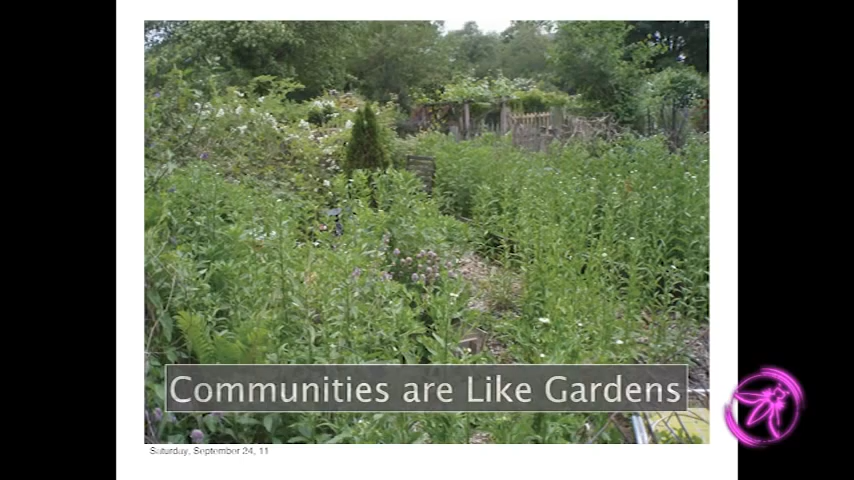 Communities are Like Gardens
Saturday, September 24, 11